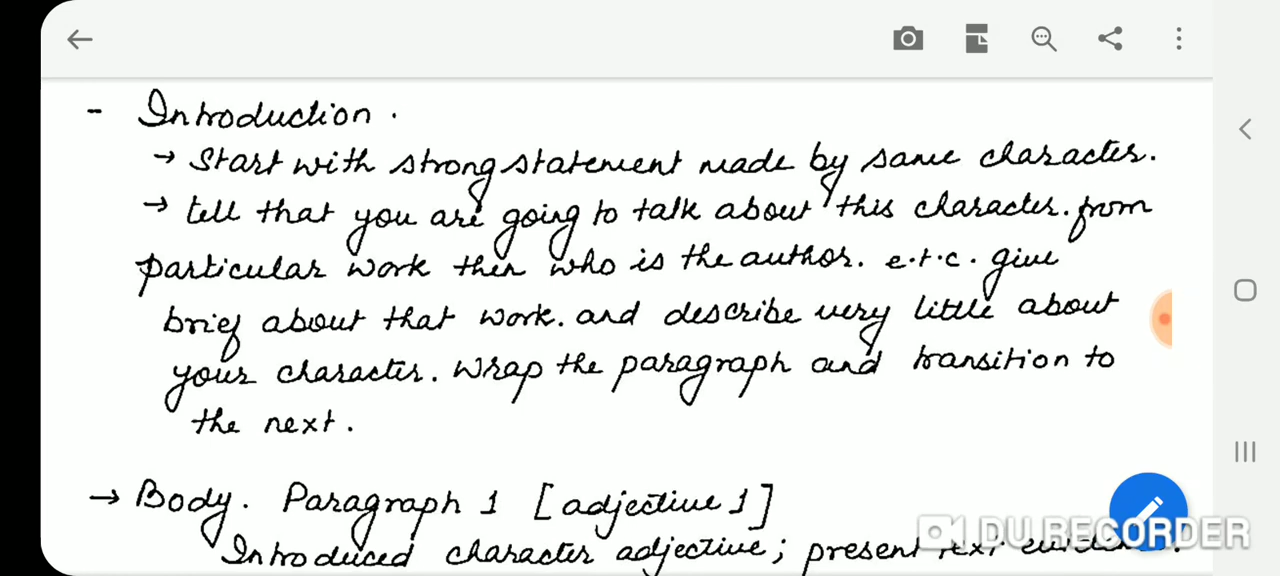 - Introduction.
→ Start with strong statement made by same character.
→ tell that you are going to talk about this character. from
particular work then who is the author. e.t.c. give
brief about that work. and describe very little about
your character. Wrap the paragraph and transition to
the next.
→ Body. Paragraph 1 [adjective 1]
Introduced character adjective; present text evidence.
DU RECORDER